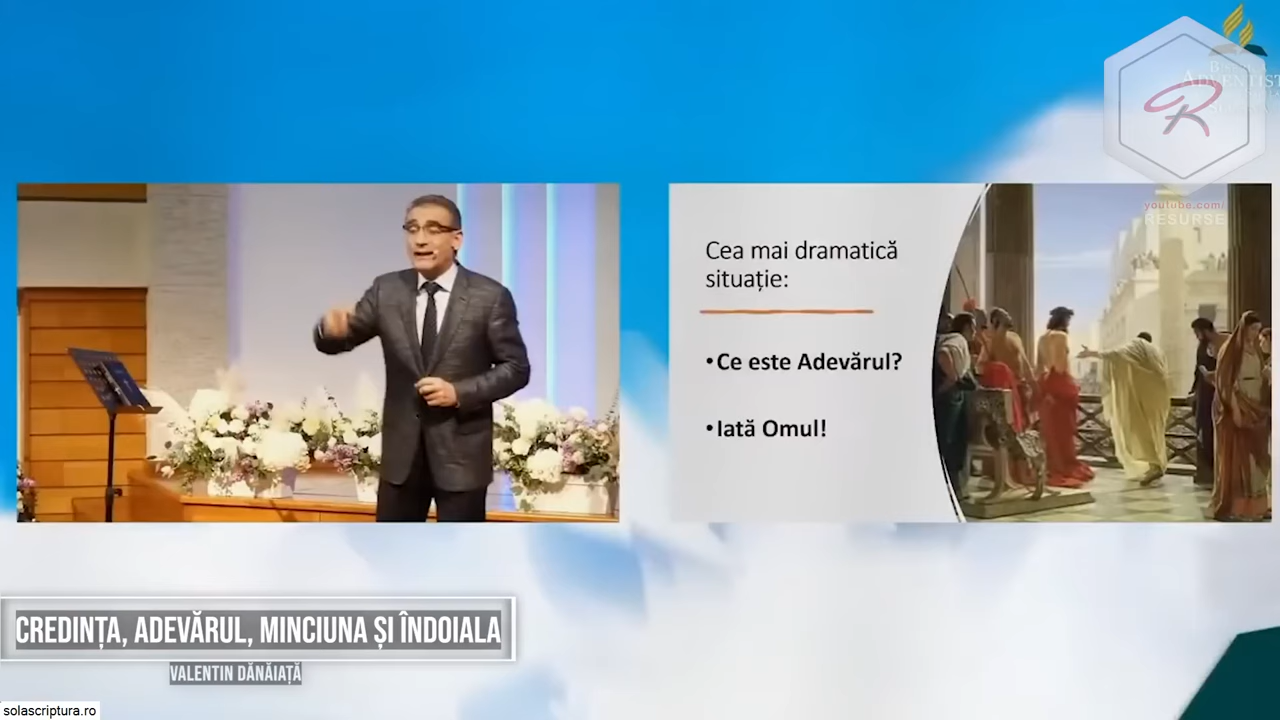 ADVENTIST
youtube.com/
RESURSE
Cea mai dramatică
situație:
•Ce este Adevărul?
•Iată Omul!
CREDINȚA, ADEVĂRUL, MINCIUNA ȘI ÎNDOIALA
VALENTIN DĂNĂIAȚĂ
solascriptura.ro